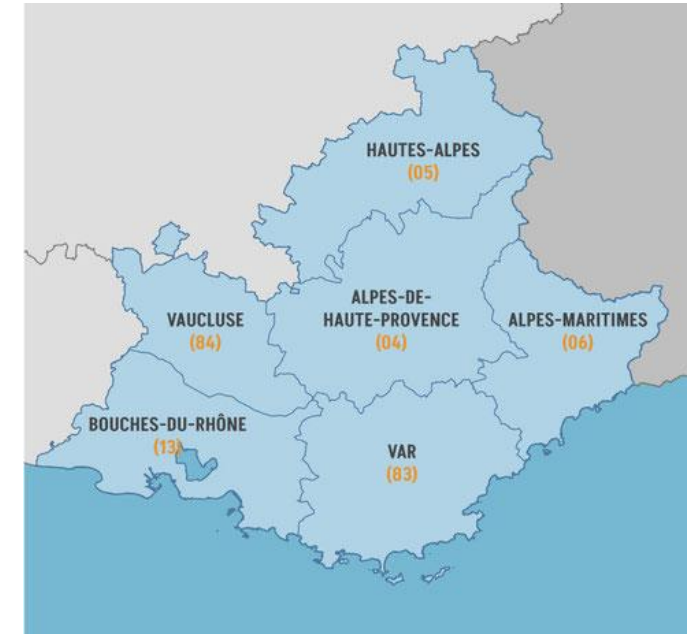 HAUTES-ALPES
(05)
ALPES-DE-
HAUTE-PROVENCE
(04)
VAUCLUSE
(84)
ALPES-MARITIMES
(06)
BOUCHES-DU-RHÔNE
(13)
VAR
(83)